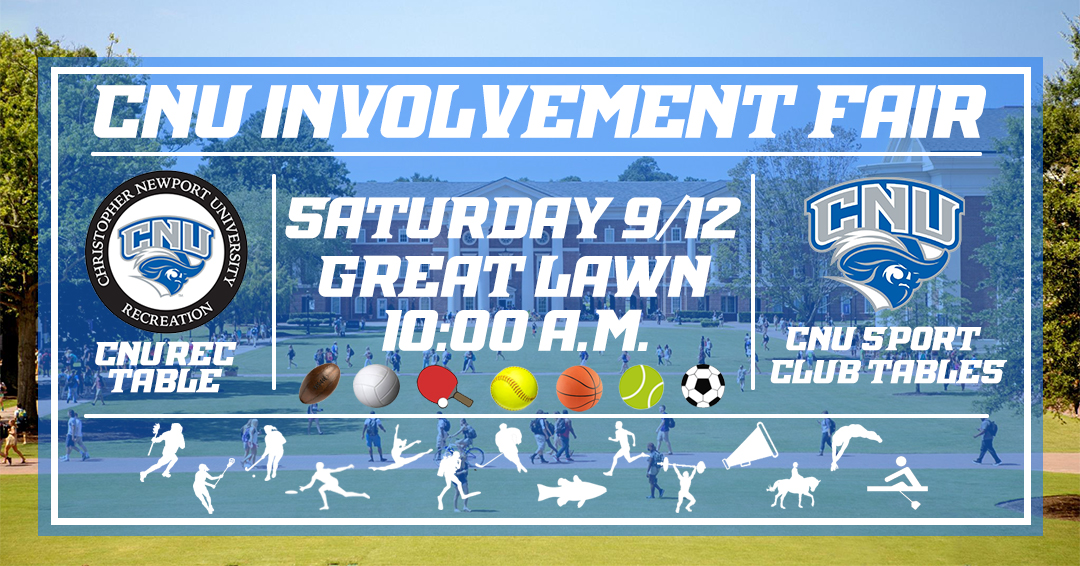 CNU INVOLVEMENT FAIR
CHRISTOPHER NEWPORT UNIVERSITY
CNU
RECREATION
CNU REC
TABLE
SATURDAY 9/12
GREAT LAWN
10:00 A.M.
CNU
CNU SPORT
CLUB TABLES